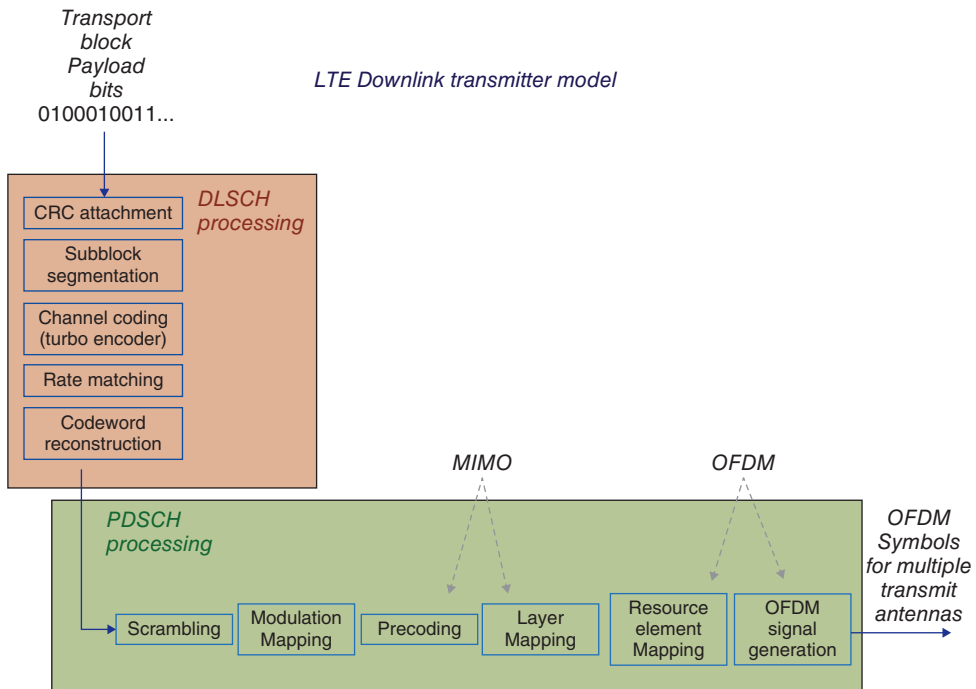 Transport
block
Payload
bits
0100010011...
LTE Downlink transmitter model
DLSCH
processing
CRC attachment
Subblock
segmentation
Channel coding
(turbo encoder)
Rate matching
Codeword
reconstruction
MIMO
OFDM
PDSCH
processing
Scrambling
Modulation
Mapping
Precoding
Layer
Mapping
Resource
element
Mapping
OFDM
signal
generation
OFDM
Symbols
for multiple
transmit
antennas